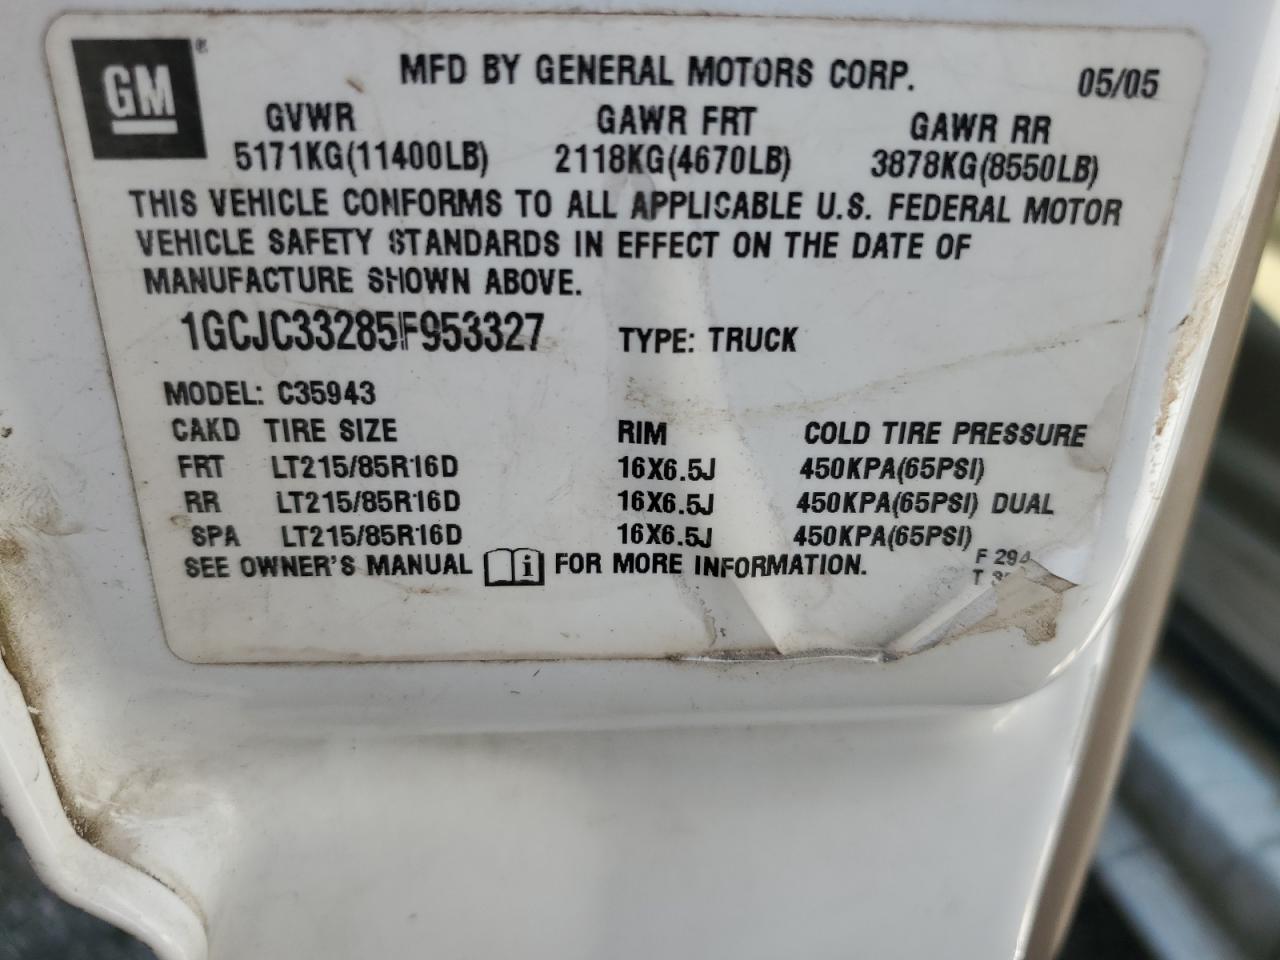 GM ®
MFD BY GENERAL MOTORS CORP. 05/05
GVWR GAWR FRT GAWR RR
5171KG(11400LB) 2118KG(4670LB) 3878KG(8550LB)
THIS VEHICLE CONFORMS TO ALL APPLICABLE U.S. FEDERAL MOTOR
VEHICLE SAFETY STANDARDS IN EFFECT ON THE DATE OF
MANUFACTURE SHOWN ABOVE.
1GCJC33285F953327 TYPE: TRUCK
MODEL: C35943
CAKD TIRE SIZE RIM COLD TIRE PRESSURE
FRT LT215/85R16D 16X6.5J 450KPA(65PSI)
RR LT215/85R16D 16X6.5J 450KPA(65PSI) DUAL
SPA LT215/85R16D 16X6.5J 450KPA(65PSI)
SEE OWNER'S MANUAL i FOR MORE INFORMATION.
F 294
T